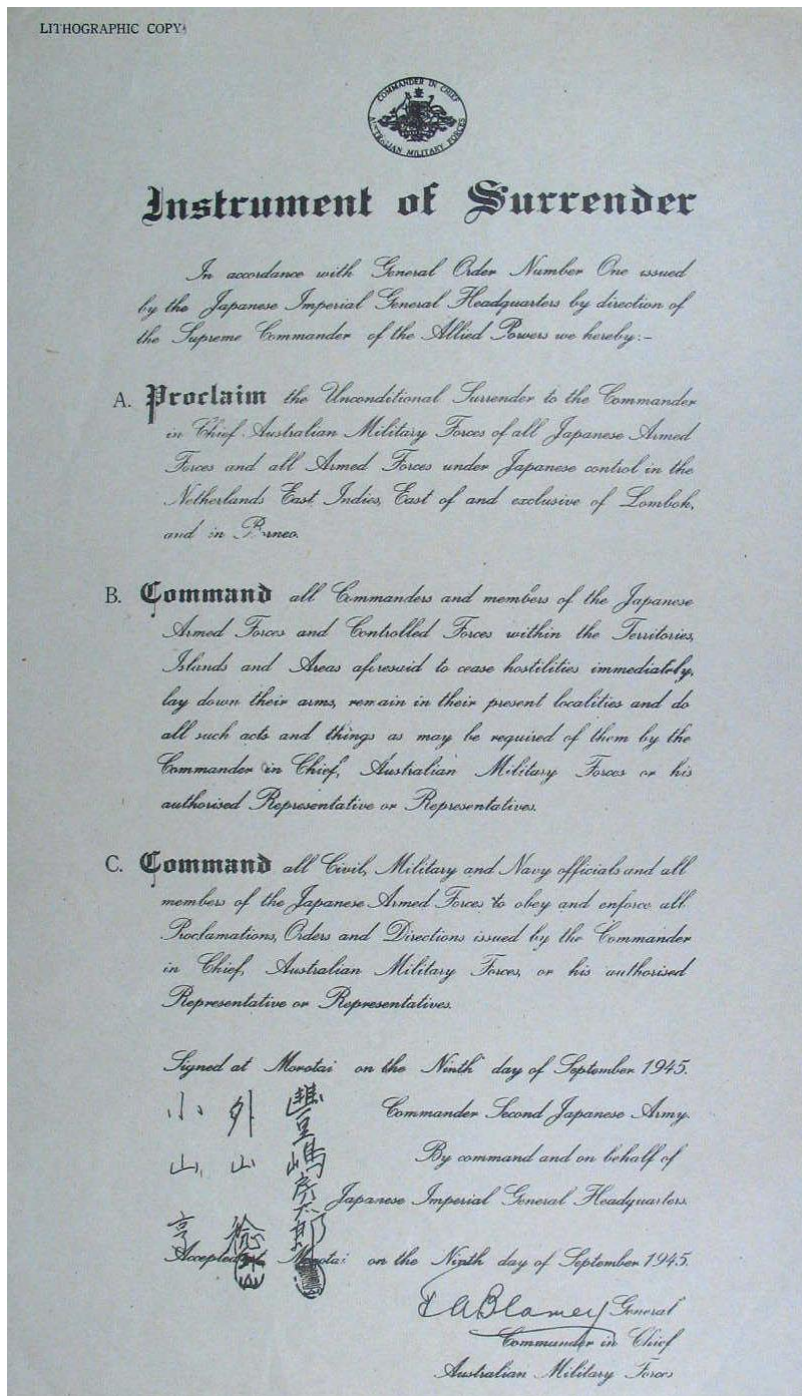 LITHOGRAPHIC COPY
COMMANDER IN CHIEF
AUSTRALIAN MILITARY FORCES
Instrument of Surrender
In accordance with General Order Number One issued
by the Japanese Imperial General Headquarters by direction of
the Supreme Commander of the Allied Powers we hereby:-
A. Proclaim the Unconditional Surrender to the Commander
in Chief Australian Military Forces of all Japanese Armed
Forces and all Armed Forces under Japanese control in the
Netherlands East Indies, East of and exclusive of Lombok,
and in Borneo.
B. Command all Commanders and members of the Japanese
Armed Forces and Controlled Forces within the Territories,
Islands and Areas aforesaid to cease hostilities immediately,
lay down their arms, remain in their present localities and do
all such acts and things as may be required of them by the
Commander in Chief, Australian Military Forces or his
authorised Representative or Representatives.
C. Command all Civil, Military and Navy officials and all
members of the Japanese Armed Forces to obey and enforce all
Proclamations, Orders and Directions issued by the Commander
in Chief, Australian Military Forces, or his authorised
Representative or Representatives.
Signed at Morotai on the Ninth day of September 1945.
豊嶋房太郎
外山
小山亨
Commander Second Japanese Army.
By command and on behalf of
Japanese Imperial General Headquarters.
Accepted at Morotai on the Ninth day of September 1945.
T A Blamey General
Commander in Chief
Australian Military Forces